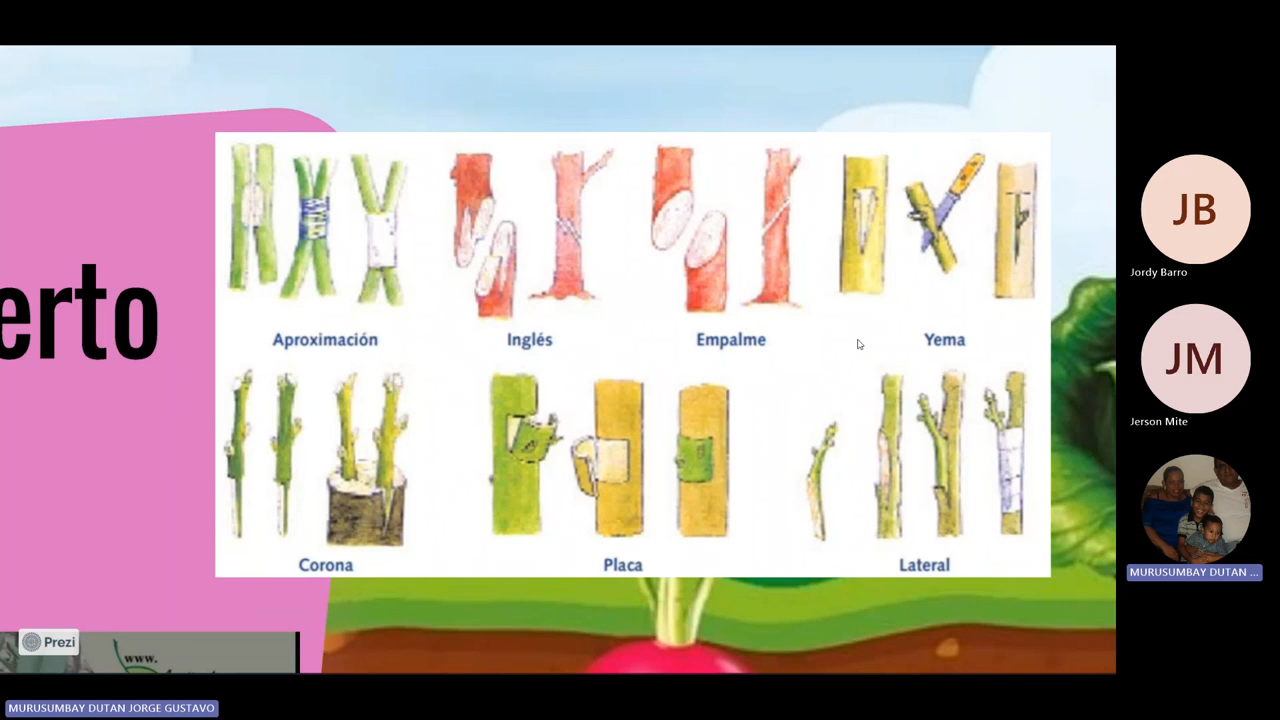 erto
Aproximación
Inglés
Empalme
Yema
Corona
Placa
Lateral
Prezi
www.
JB
Jordy Barro
JM
Jerson Mite
MURUSUMBAY DUTAN ...
MURUSUMBAY DUTAN JORGE GUSTAVO